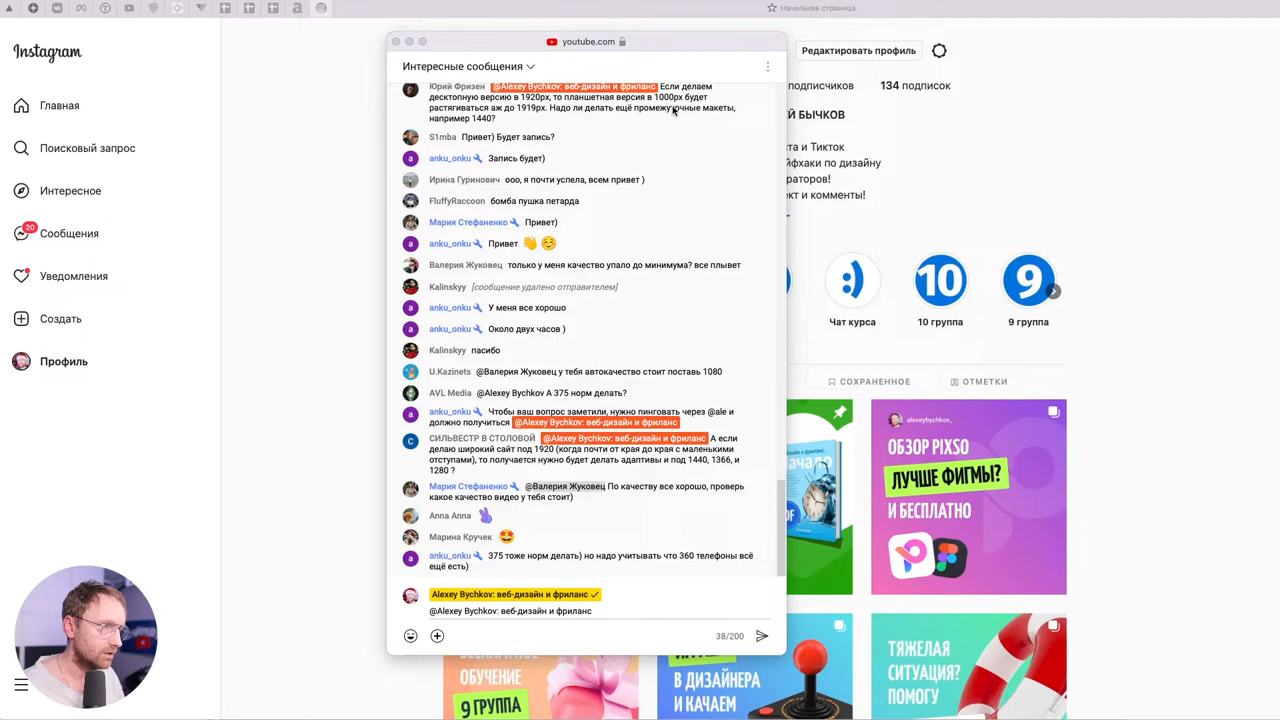 Начальная страница
Instagram
Главная
Поисковый запрос
Интересное
20
Сообщения
Уведомления
Создать
Профиль
youtube.com
Интересные сообщения
Юрий Фризен @Alexey Bychkov: веб-дизайн и фриланс Если делаем
десктопную версию в 1920px, то планшетная версия в 1000px будет
растягиваться аж до 1919px. Надо ли делать ещё промежуточные макеты,
например 1440?
S1mba Привет) Будет запись?
a anku_onku Запись будет)
Ирина Гуринович ооо, я почти успела, всем привет )
FluffyRaccoon бомба пушка петарда
Мария Стефаненко Привет)
a anku_onku Привет 👋 ☺️
Валерия Жуковец только у меня качество упало до минимума? все плывет
Kalinskyy [сообщение удалено отправителем]
a anku_onku У меня все хорошо
a anku_onku Около двух часов )
Kalinskyy пасибо
U.Kazinets @Валерия Жуковец у тебя автокачество стоит поставь 1080
AVL Media @Alexey Bychkov А 375 норм делать?
a anku_onku Чтобы ваш вопрос заметили, нужно пинговать через @ale и
должно получиться @Alexey Bychkov: веб-дизайн и фриланс
С СИЛЬВЕСТР В СТОЛОВОЙ @Alexey Bychkov: веб-дизайн и фриланс А если
делаю широкий сайт под 1920 (когда почти от края до края с маленькими
отступами), то получается нужно будет делать адаптивы и под 1440, 1366, и
1280 ?
Мария Стефаненко @Валерия Жуковец По качеству все хорошо, проверь
какое качество видео у тебя стоит)
Anna Anna
Марина Кручек 🤩
a anku_onku 375 тоже норм делать) но надо учитывать что 360 телефоны всё
ещё есть)
Alexey Bychkov: веб-дизайн и фриланс
@Alexey Bychkov: веб-дизайн и фриланс
38/200
Редактировать профиль
подписчиков 134 подписок
Й БЫЧКОВ
ста и Тикток
йфхаки по дизайну
раторов!
ект и комменты!
:) 10 9
Чат курса 10 группа 9 группа
СОХРАНЕННОЕ ОТМЕТКИ
alexeybychkov_
ОБЗОР PIXSO
ЛУЧШЕ ФИГМЫ?
И БЕСПЛАТНО
ОБУЧЕНИЕ
9 ГРУППА
В ДИЗАЙНЕРА
И КАЧАЕМ
ТЯЖЕЛАЯ
СИТУАЦИЯ?
ПОМОГУ